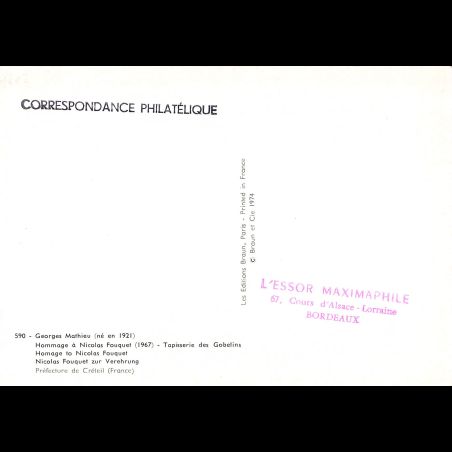 CORRESPONDANCE PHILATÉLIQUE
Les Editions Braun, Paris - Printed in France
© Braun et Cie 1974
L'ESSOR MAXIMAPHILE
67, Cours d'Alsace-Lorraine
BORDEAUX
590 - Georges Mathieu (né en 1921)
Hommage à Nicolas Fouquet (1967) - Tapisserie des Gobelins
Homage to Nicolas Fouquet
Nicolas Fouquet zur Verehrung
Préfecture de Créteil (France)